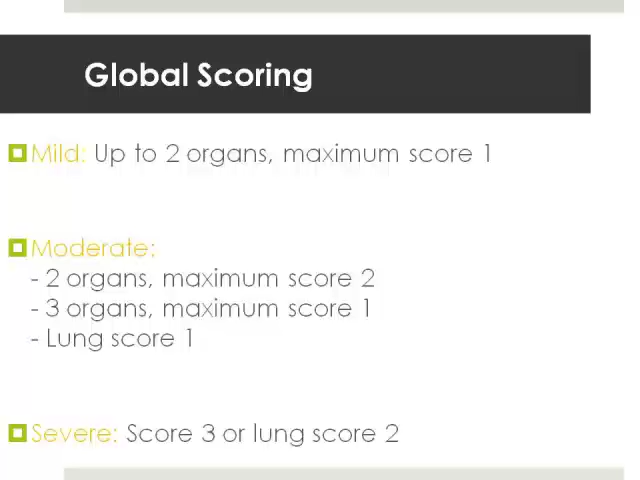 Global Scoring
Mild: Up to 2 organs, maximum score 1
Moderate:
- 2 organs, maximum score 2
- 3 organs, maximum score 1
- Lung score 1
Severe: Score 3 or lung score 2